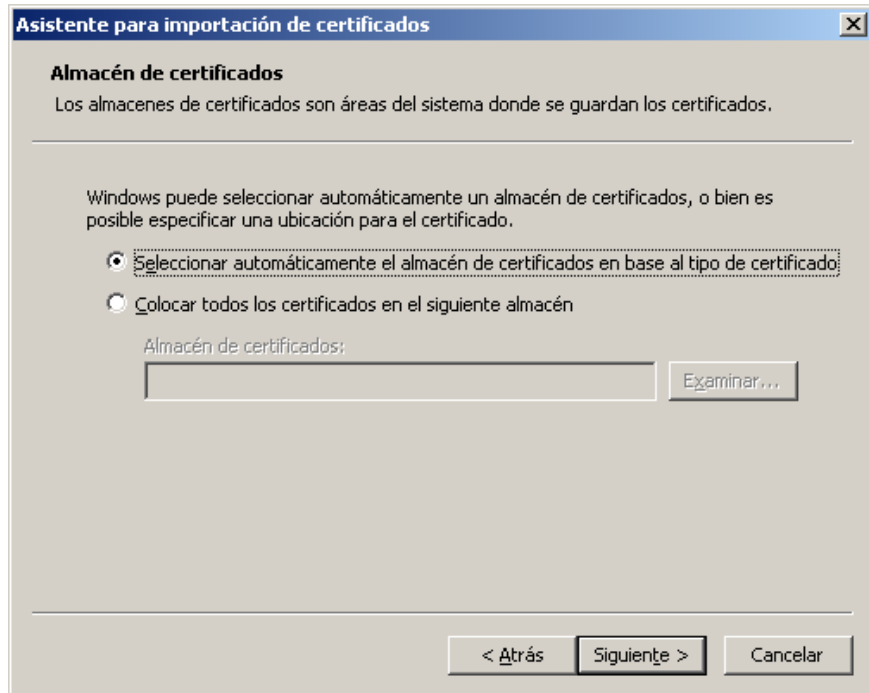 Asistente para importación de certificados
Almacén de certificados
Los almacenes de certificados son áreas del sistema donde se guardan los certificados.
Windows puede seleccionar automáticamente un almacén de certificados, o bien es
posible especificar una ubicación para el certificado.
Seleccionar automáticamente el almacén de certificados en base al tipo de certificado
Colocar todos los certificados en el siguiente almacén
Almacén de certificados:
Examinar...
< Atrás Siguiente > Cancelar